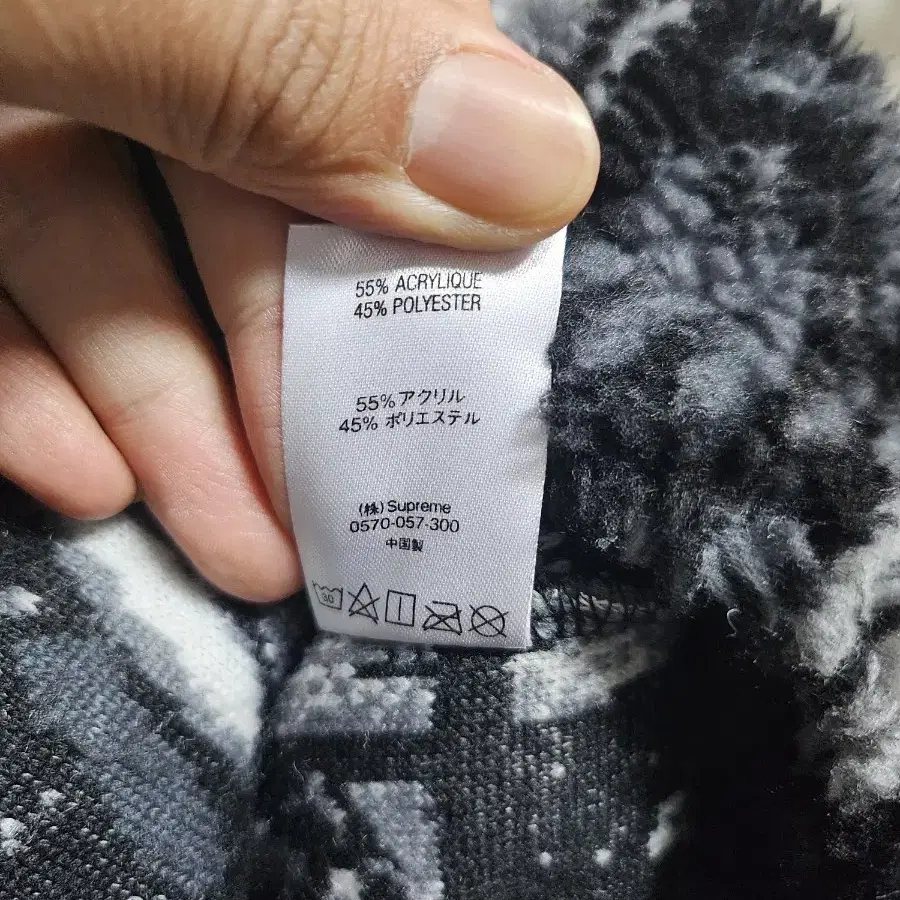 55% ACRYLIQUE
45% POLYESTER
55%アクリル
45% ポリエステル
(株) Supreme
0570-057-300
中国製
30